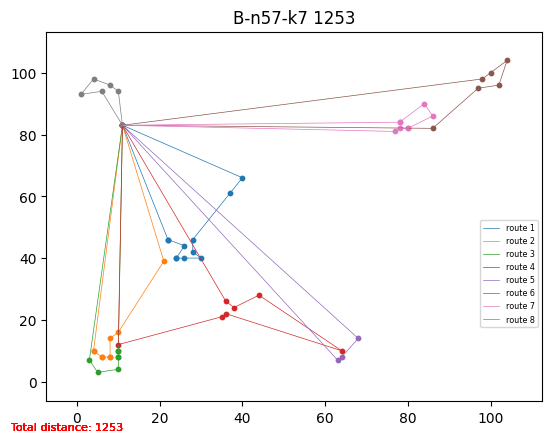 B-n57-k7 1253
100
80
60
40
20
0
0 20 40 60 80 100
route 1
route 2
route 3
route 4
route 5
route 6
route 7
route 8
Total distance: 1253